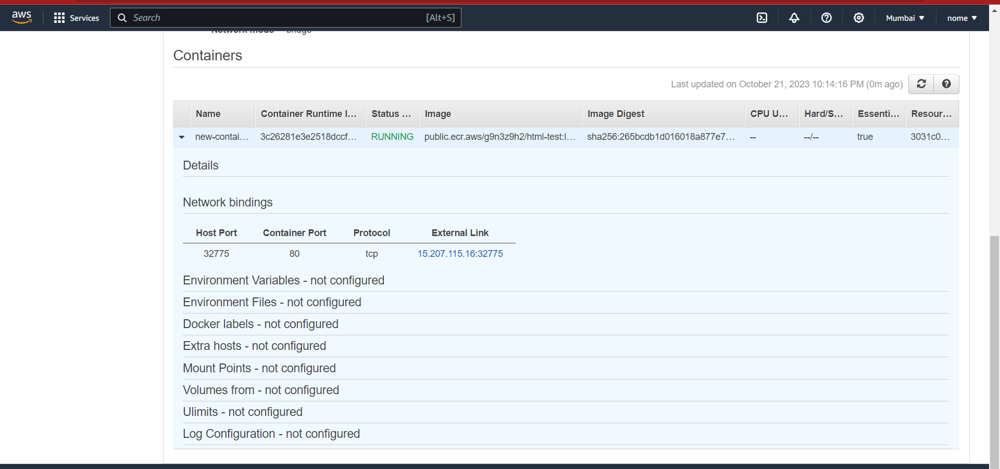 aws Services Search [Alt+S] Mumbai ▼ nome ▼
Network mode bridge
Containers
Last updated on October 21, 2023 10:14:16 PM (0m ago)
Name Container Runtime I... Status ... Image Image Digest CPU U... Hard/S... Essenti... Resour...
new-contai... 3c26281e3e2518dccf... RUNNING public.ecr.aws/g9n3z9h2/html-test:l... sha256:265bcdb1d016018a877e7... -- --/-- true 3031c0...
Details
Network bindings
Host Port Container Port Protocol External Link
32775 80 tcp 15.207.115.16:32775
Environment Variables - not configured
Environment Files - not configured
Docker labels - not configured
Extra hosts - not configured
Mount Points - not configured
Volumes from - not configured
Ulimits - not configured
Log Configuration - not configured